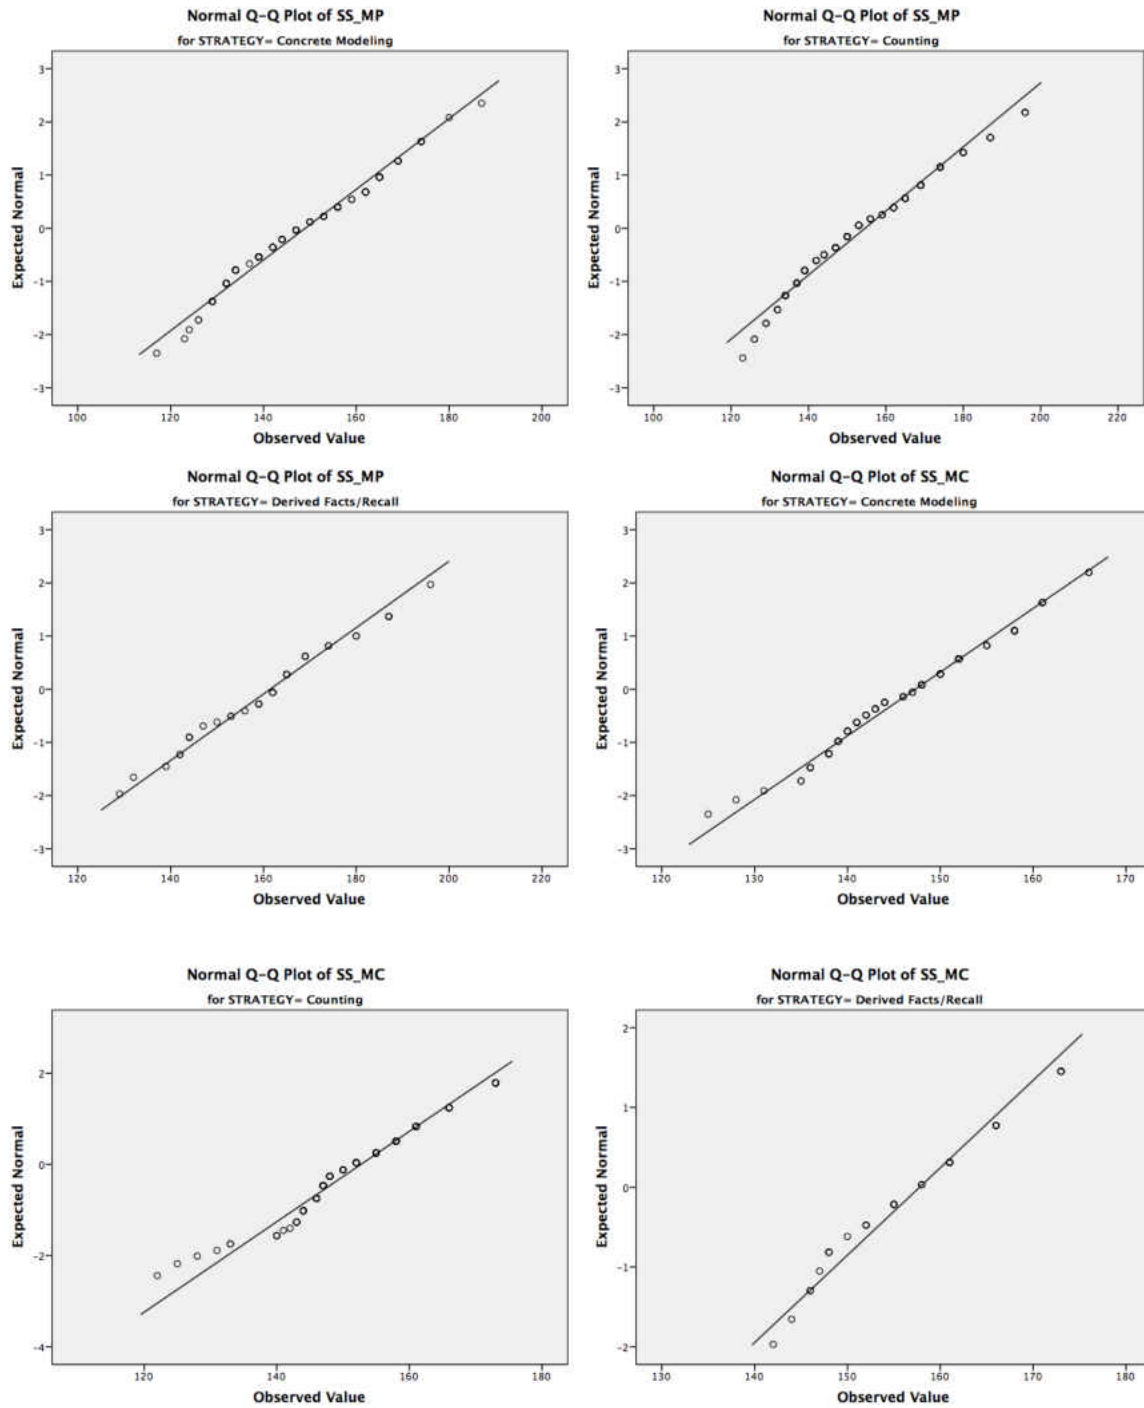 Normal Q-Q Plot of SS_MP
for STRATEGY= Concrete Modeling
3
2
1
0
-1
-2
-3
Expected Normal
100 120 140 160 180 200
Observed Value
Normal Q-Q Plot of SS_MP
for STRATEGY= Counting
3
2
1
0
-1
-2
-3
Expected Normal
100 120 140 160 180 200 220
Observed Value
Normal Q-Q Plot of SS_MP
for STRATEGY= Derived Facts/Recall
3
2
1
0
-1
-2
-3
Expected Normal
120 140 160 180 200 220
Observed Value
Normal Q-Q Plot of SS_MC
for STRATEGY= Concrete Modeling
3
2
1
0
-1
-2
-3
Expected Normal
120 130 140 150 160 170
Observed Value
Normal Q-Q Plot of SS_MC
for STRATEGY= Counting
2
0
-2
-4
Expected Normal
120 140 160 180
Observed Value
Normal Q-Q Plot of SS_MC
for STRATEGY= Derived Facts/Recall
2
1
0
-1
-2
Expected Normal
130 140 150 160 170 180
Observed Value